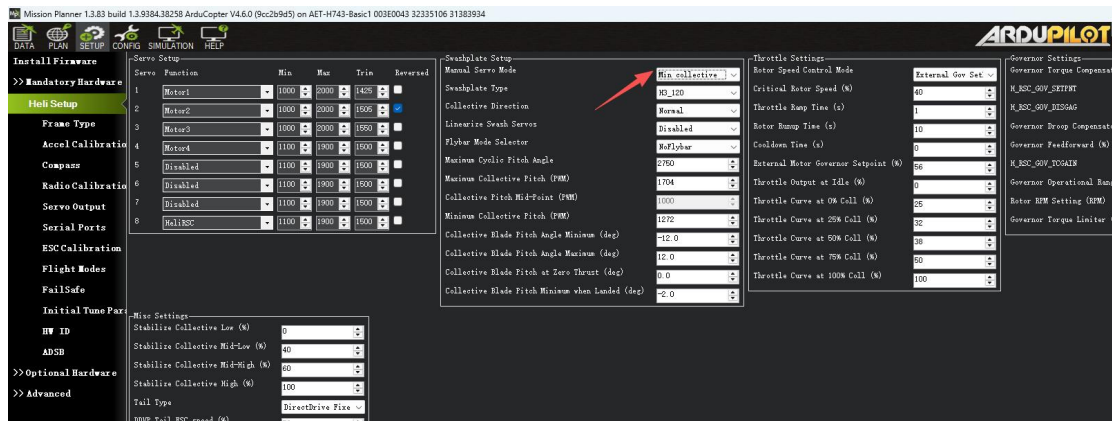 Mission Planner 1.3.83 build 1.3.9384.38258 ArduCopter V4.6.0 (9cc2b9d5) on AET-H743-Basic1 003E0043 32335106 31383934
DATA PLAN SETUP CONFIG SIMULATION HELP
ARDUPILOT
Install Firmware
>> Mandatory Hardware
Heli Setup
Frame Type
Accel Calibratio
Compass
Radio Calibratio
Servo Output
Serial Ports
ESC Calibration
Flight Modes
FailSafe
Initial Tune Par
HW ID
ADSB
>> Optional Hardware
>> Advanced
Servo Setup
Servo Function Min Max Trim Reversed
1 Motor1 1000 2000 1425
2 Motor2 1000 2000 1505
3 Motor3 1000 2000 1550
4 Motor4 1100 1900 1500
5 Disabled 1100 1900 1500
6 Disabled 1100 1900 1500
7 Disabled 1100 1900 1500
8 HeliRSC 1100 1900 1500
Misc Settings
Stabilize Collective Low (%) 0
Stabilize Collective Mid-Low (%) 40
Stabilize Collective Mid-High (%) 60
Stabilize Collective High (%) 100
Tail Type DirectDrive Fixe
DDVP Tail RSC speed (%)
Swashplate Setup
Manual Servo Mode Min collective
Swashplate Type H3_120
Collective Direction Normal
Linearize Swash Servos Disabled
Flybar Mode Selector NoFlybar
Maximum Cyclic Pitch Angle 2750
Maximum Collective Pitch (PWM) 1704
Collective Pitch Mid-Point (PWM) 1000
Minimum Collective Pitch (PWM) 1272
Collective Blade Pitch Angle Minimum (deg) -12.0
Collective Blade Pitch Angle Maximum (deg) 12.0
Collective Blade Pitch at Zero Thrust (deg) 0.0
Collective Blade Pitch Minimum when Landed (deg) -2.0
Throttle Settings
Rotor Speed Control Mode External Gov Set
Critical Rotor Speed (%) 40
Throttle Ramp Time (s) 1
Rotor Runup Time (s) 10
Cooldown Time (s) 0
External Motor Governor Setpoint (%) 56
Throttle Output at Idle (%) 0
Throttle Curve at 0% Coll (%) 25
Throttle Curve at 25% Coll (%) 32
Throttle Curve at 50% Coll (%) 38
Throttle Curve at 75% Coll (%) 50
Throttle Curve at 100% Coll (%) 100
Governor Settings
Governor Torque Compensat
H_RSC_GOV_SETPNT
H_RSC_GOV_DISGAG
Governor Droop Compensat
Governor Feedforward (%)
H_RSC_GOV_TCGAIN
Governor Operational Rang
Rotor RPM Setting (RPM)
Governor Torque Limiter